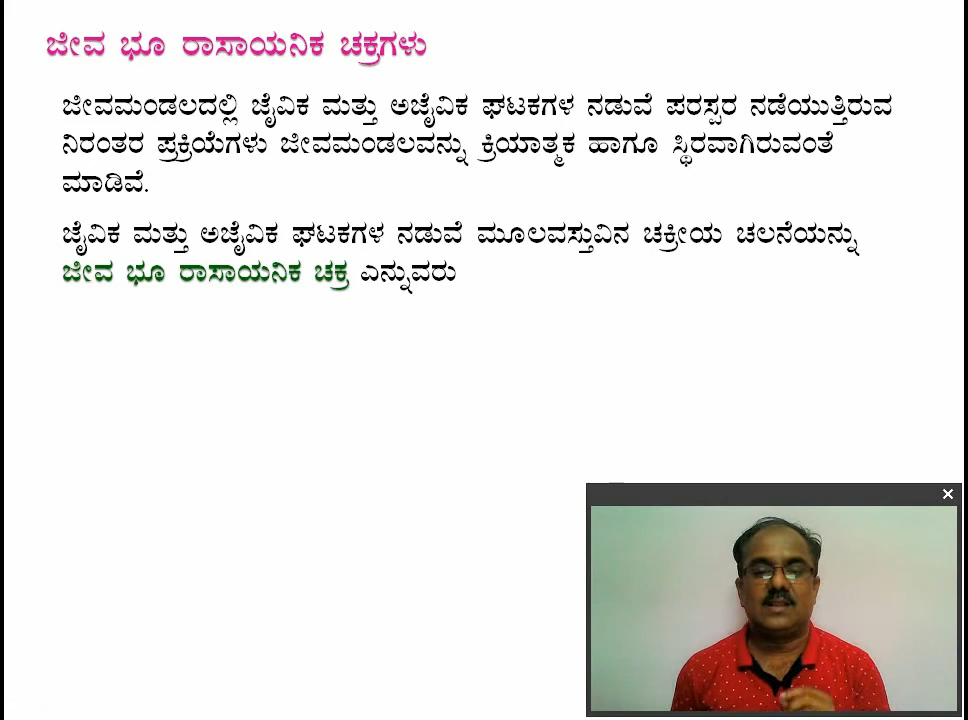 ಜೀವ ಭೂ ರಾಸಾಯನಿಕ ಚಕ್ರಗಳು
ಜೀವಮಂಡಲದಲ್ಲಿ ಜೈವಿಕ ಮತ್ತು ಅಜೈವಿಕ ಘಟಕಗಳ ನಡುವೆ ಪರಸ್ಪರ ನಡೆಯುತ್ತಿರುವ
ನಿರಂತರ ಪ್ರಕ್ರಿಯೆಗಳು ಜೀವಮಂಡಲವನ್ನು ಕ್ರಿಯಾತ್ಮಕ ಹಾಗೂ ಸ್ಥಿರವಾಗಿರುವಂತೆ
ಮಾಡಿವೆ.
ಜೈವಿಕ ಮತ್ತು ಅಜೈವಿಕ ಘಟಕಗಳ ನಡುವೆ ಮೂಲವಸ್ತುವಿನ ಚಕ್ರೀಯ ಚಲನೆಯನ್ನು
ಜೀವ ಭೂ ರಾಸಾಯನಿಕ ಚಕ್ರ ಎನ್ನುವರು